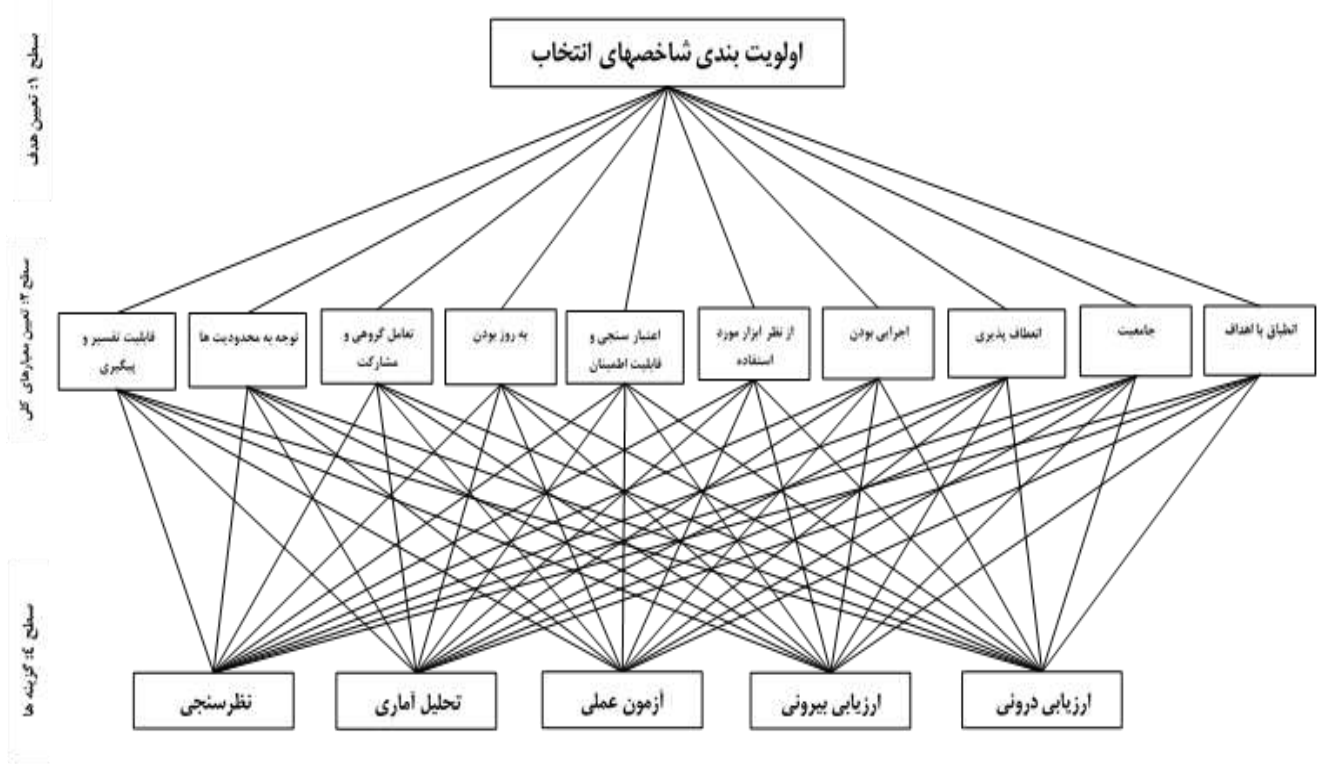 سطح ۱: تعیین هدف
اولویت بندی شاخصهای انتخاب
سطح ۲: تعیین معیارهای کلی
انطباق با اهداف
جامعیت
انعطاف پذیری
اجرایی بودن
از نظر ابزار مورد
استفاده
اعتبار سنجی و
قابلیت اطمینان
به روز بودن
تعامل گروهی و
مشارکت
توجه به محدودیت ها
قابلیت تفسیر و
پیگیری
سطح ٤: گزینه ها
ارزیابی درونی
ارزیابی بیرونی
آزمون عملی
تحلیل آماری
نظرسنجی